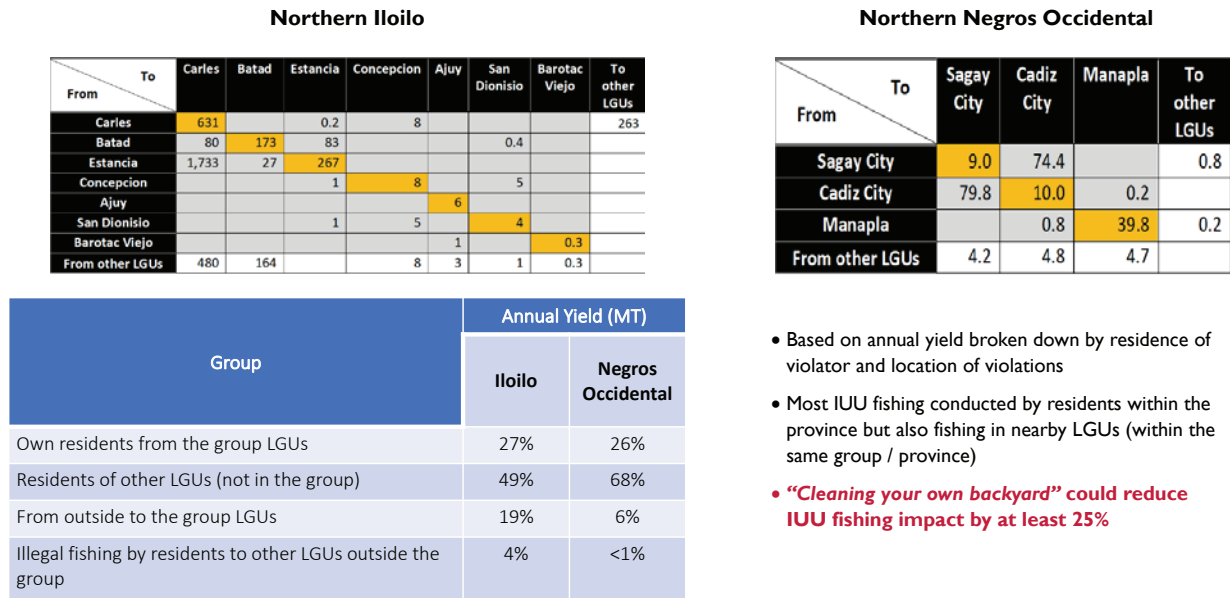 Northern Iloilo
From To Carles Batad Estancia Concepcion Ajuy San Dionisio Barotac Viejo To other LGUs
Carles 631 0.2 8 263
Batad 80 173 83 0.4
Estancia 1,733 27 267
Concepcion 1 8 5
Ajuy 6
San Dionisio 1 5 4
Barotac Viejo 1 0.3
From other LGUs 480 164 8 3 1 0.3
Northern Negros Occidental
From To Sagay City Cadiz City Manapla To other LGUs
Sagay City 9.0 74.4 0.8
Cadiz City 79.8 10.0 0.2
Manapla 0.8 39.8 0.2
From other LGUs 4.2 4.8 4.7
Group
Annual Yield (MT)
Iloilo Negros Occidental
Own residents from the group LGUs 27% 26%
Residents of other LGUs (not in the group) 49% 68%
From outside to the group LGUs 19% 6%
Illegal fishing by residents to other LGUs outside the
group 4% <1%
• Based on annual yield broken down by residence of
violator and location of violations
• Most IUU fishing conducted by residents within the
province but also fishing in nearby LGUs (within the
same group / province)
• “Cleaning your own backyard” could reduce
IUU fishing impact by at least 25%